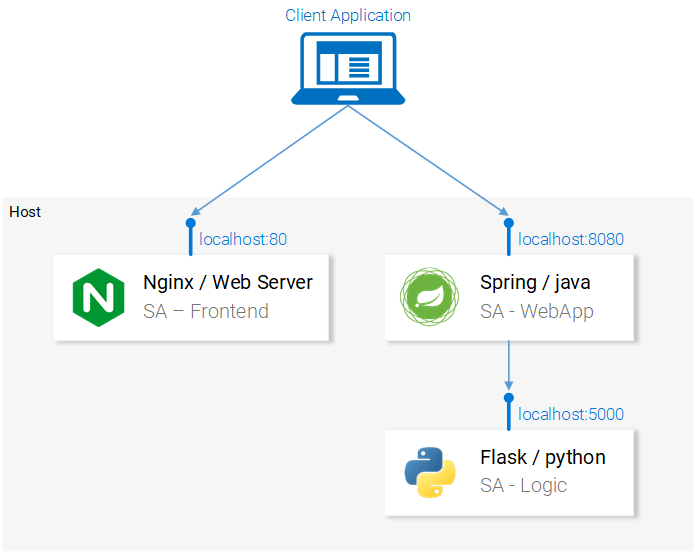 Client Application
Host
localhost:80
localhost:8080
Nginx / Web Server
SA – Frontend
Spring / java
SA - WebApp
localhost:5000
Flask / python
SA - Logic